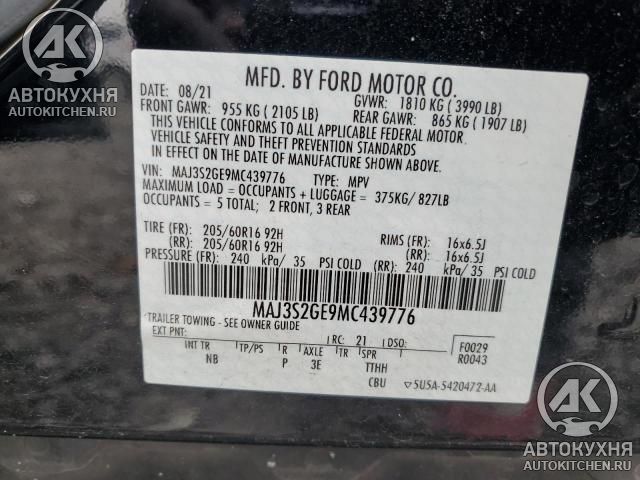 AK
АВТОКУХНЯ
AUTOKITCHEN.RU
MFD. BY FORD MOTOR CO.
DATE: 08/21 GVWR: 1810 KG ( 3990 LB)
FRONT GAWR: 955 KG ( 2105 LB) REAR GAWR: 865 KG ( 1907 LB)
THIS VEHICLE CONFORMS TO ALL APPLICABLE FEDERAL MOTOR
VEHICLE SAFETY AND THEFT PREVENTION STANDARDS
IN EFFECT ON THE DATE OF MANUFACTURE SHOWN ABOVE.
VIN: MAJ3S2GE9MC439776 TYPE: MPV
MAXIMUM LOAD = OCCUPANTS + LUGGAGE = 375KG/ 827LB
OCCUPANTS = 5 TOTAL; 2 FRONT, 3 REAR
TIRE (FR): 205/60R16 92H RIMS (FR): 16x6.5J
(RR): 205/60R16 92H (RR): 16x6.5J
PRESSURE (FR): 240 kPa/ 35 PSI COLD (RR): 240 kPa/ 35 PSI COLD
MAJ3S2GE9MC439776
TRAILER TOWING - SEE OWNER GUIDE
EXT PNT: RC: 21 DSO: F0029
R0043
INT TR TP/PS R AXLE TR SPR
NB P 3E TTHH
CBU 5U5A-5420472-AA
AK
АВТОКУХНЯ
AUTOKITCHEN.RU